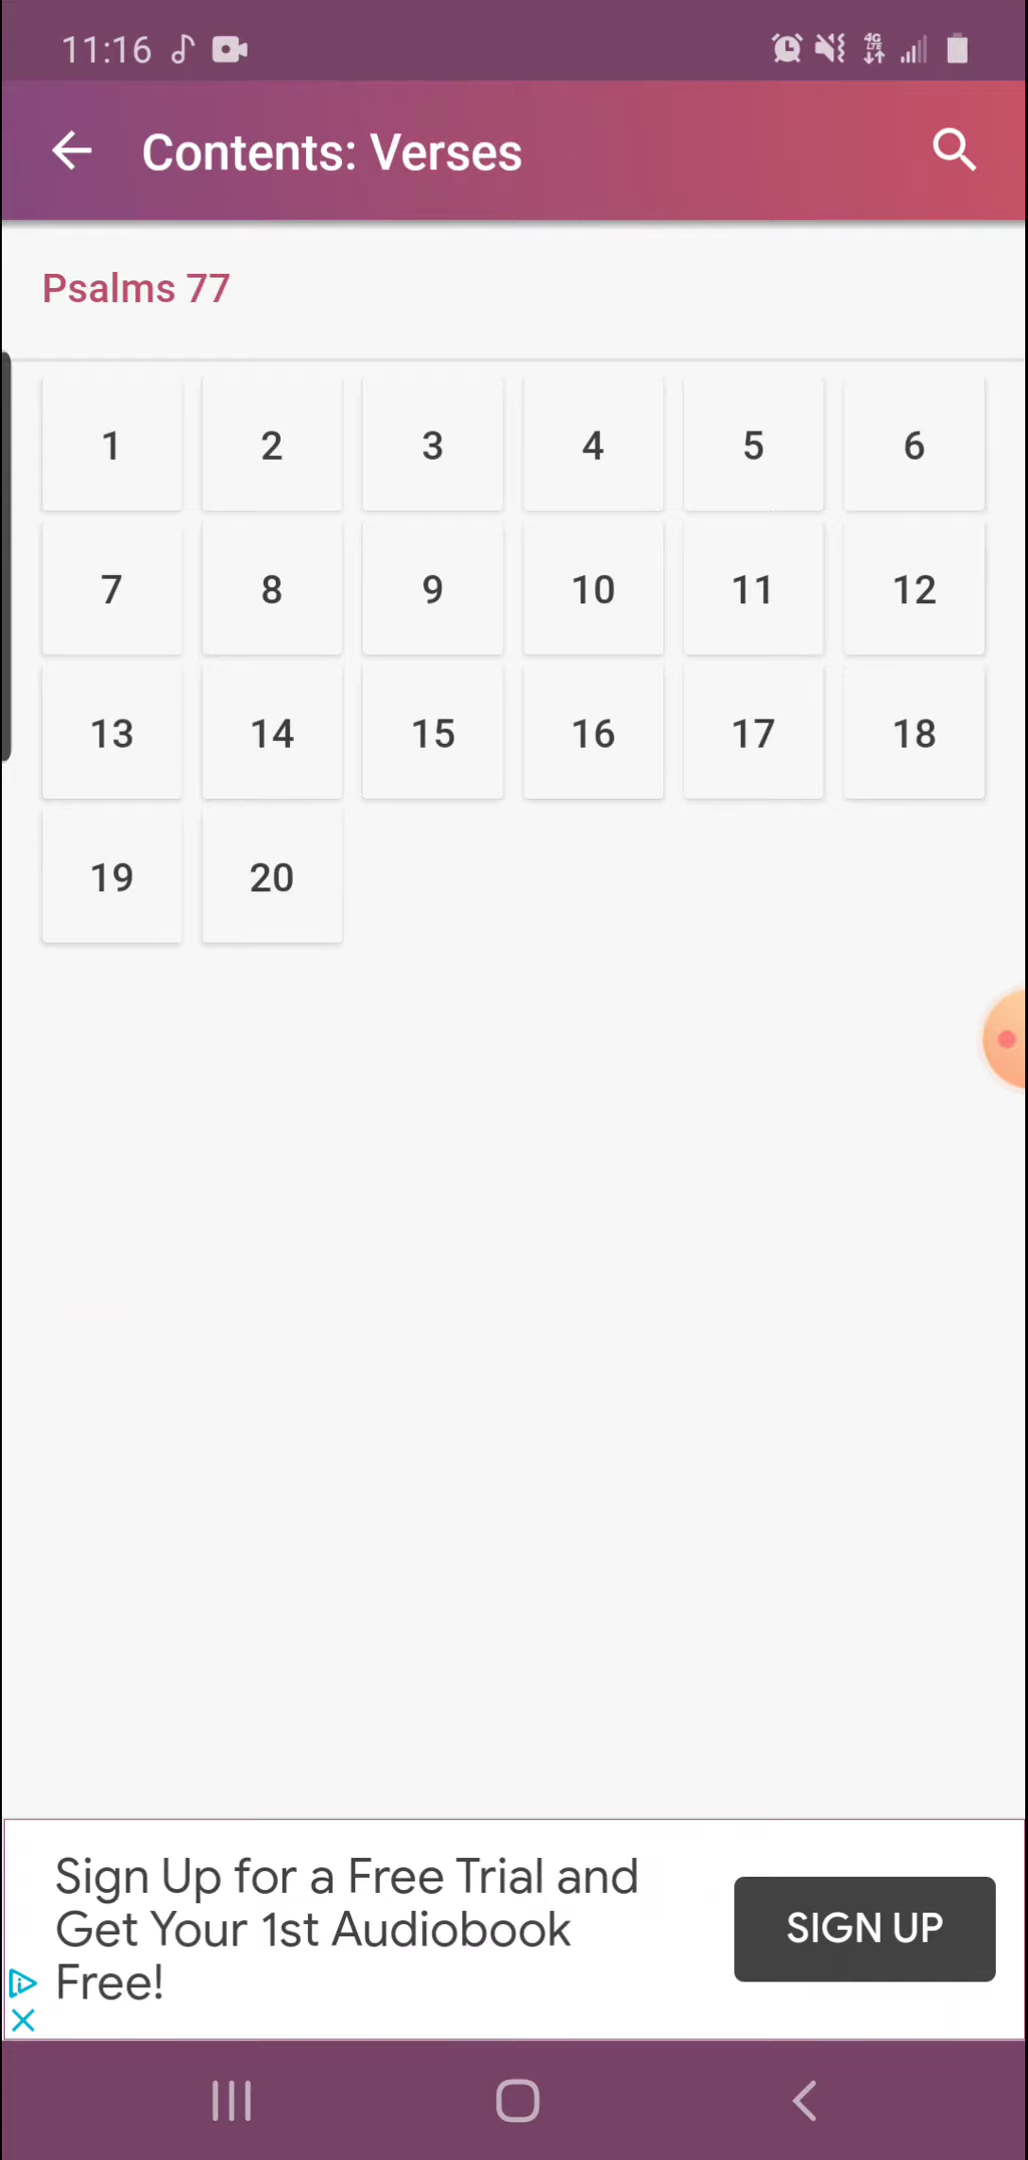 11:16
4G
LTE
Contents: Verses
Psalms 77
1 2 3 4 5 6
7 8 9 10 11 12
13 14 15 16 17 18
19 20
Sign Up for a Free Trial and
Get Your 1st Audiobook
Free!
SIGN UP